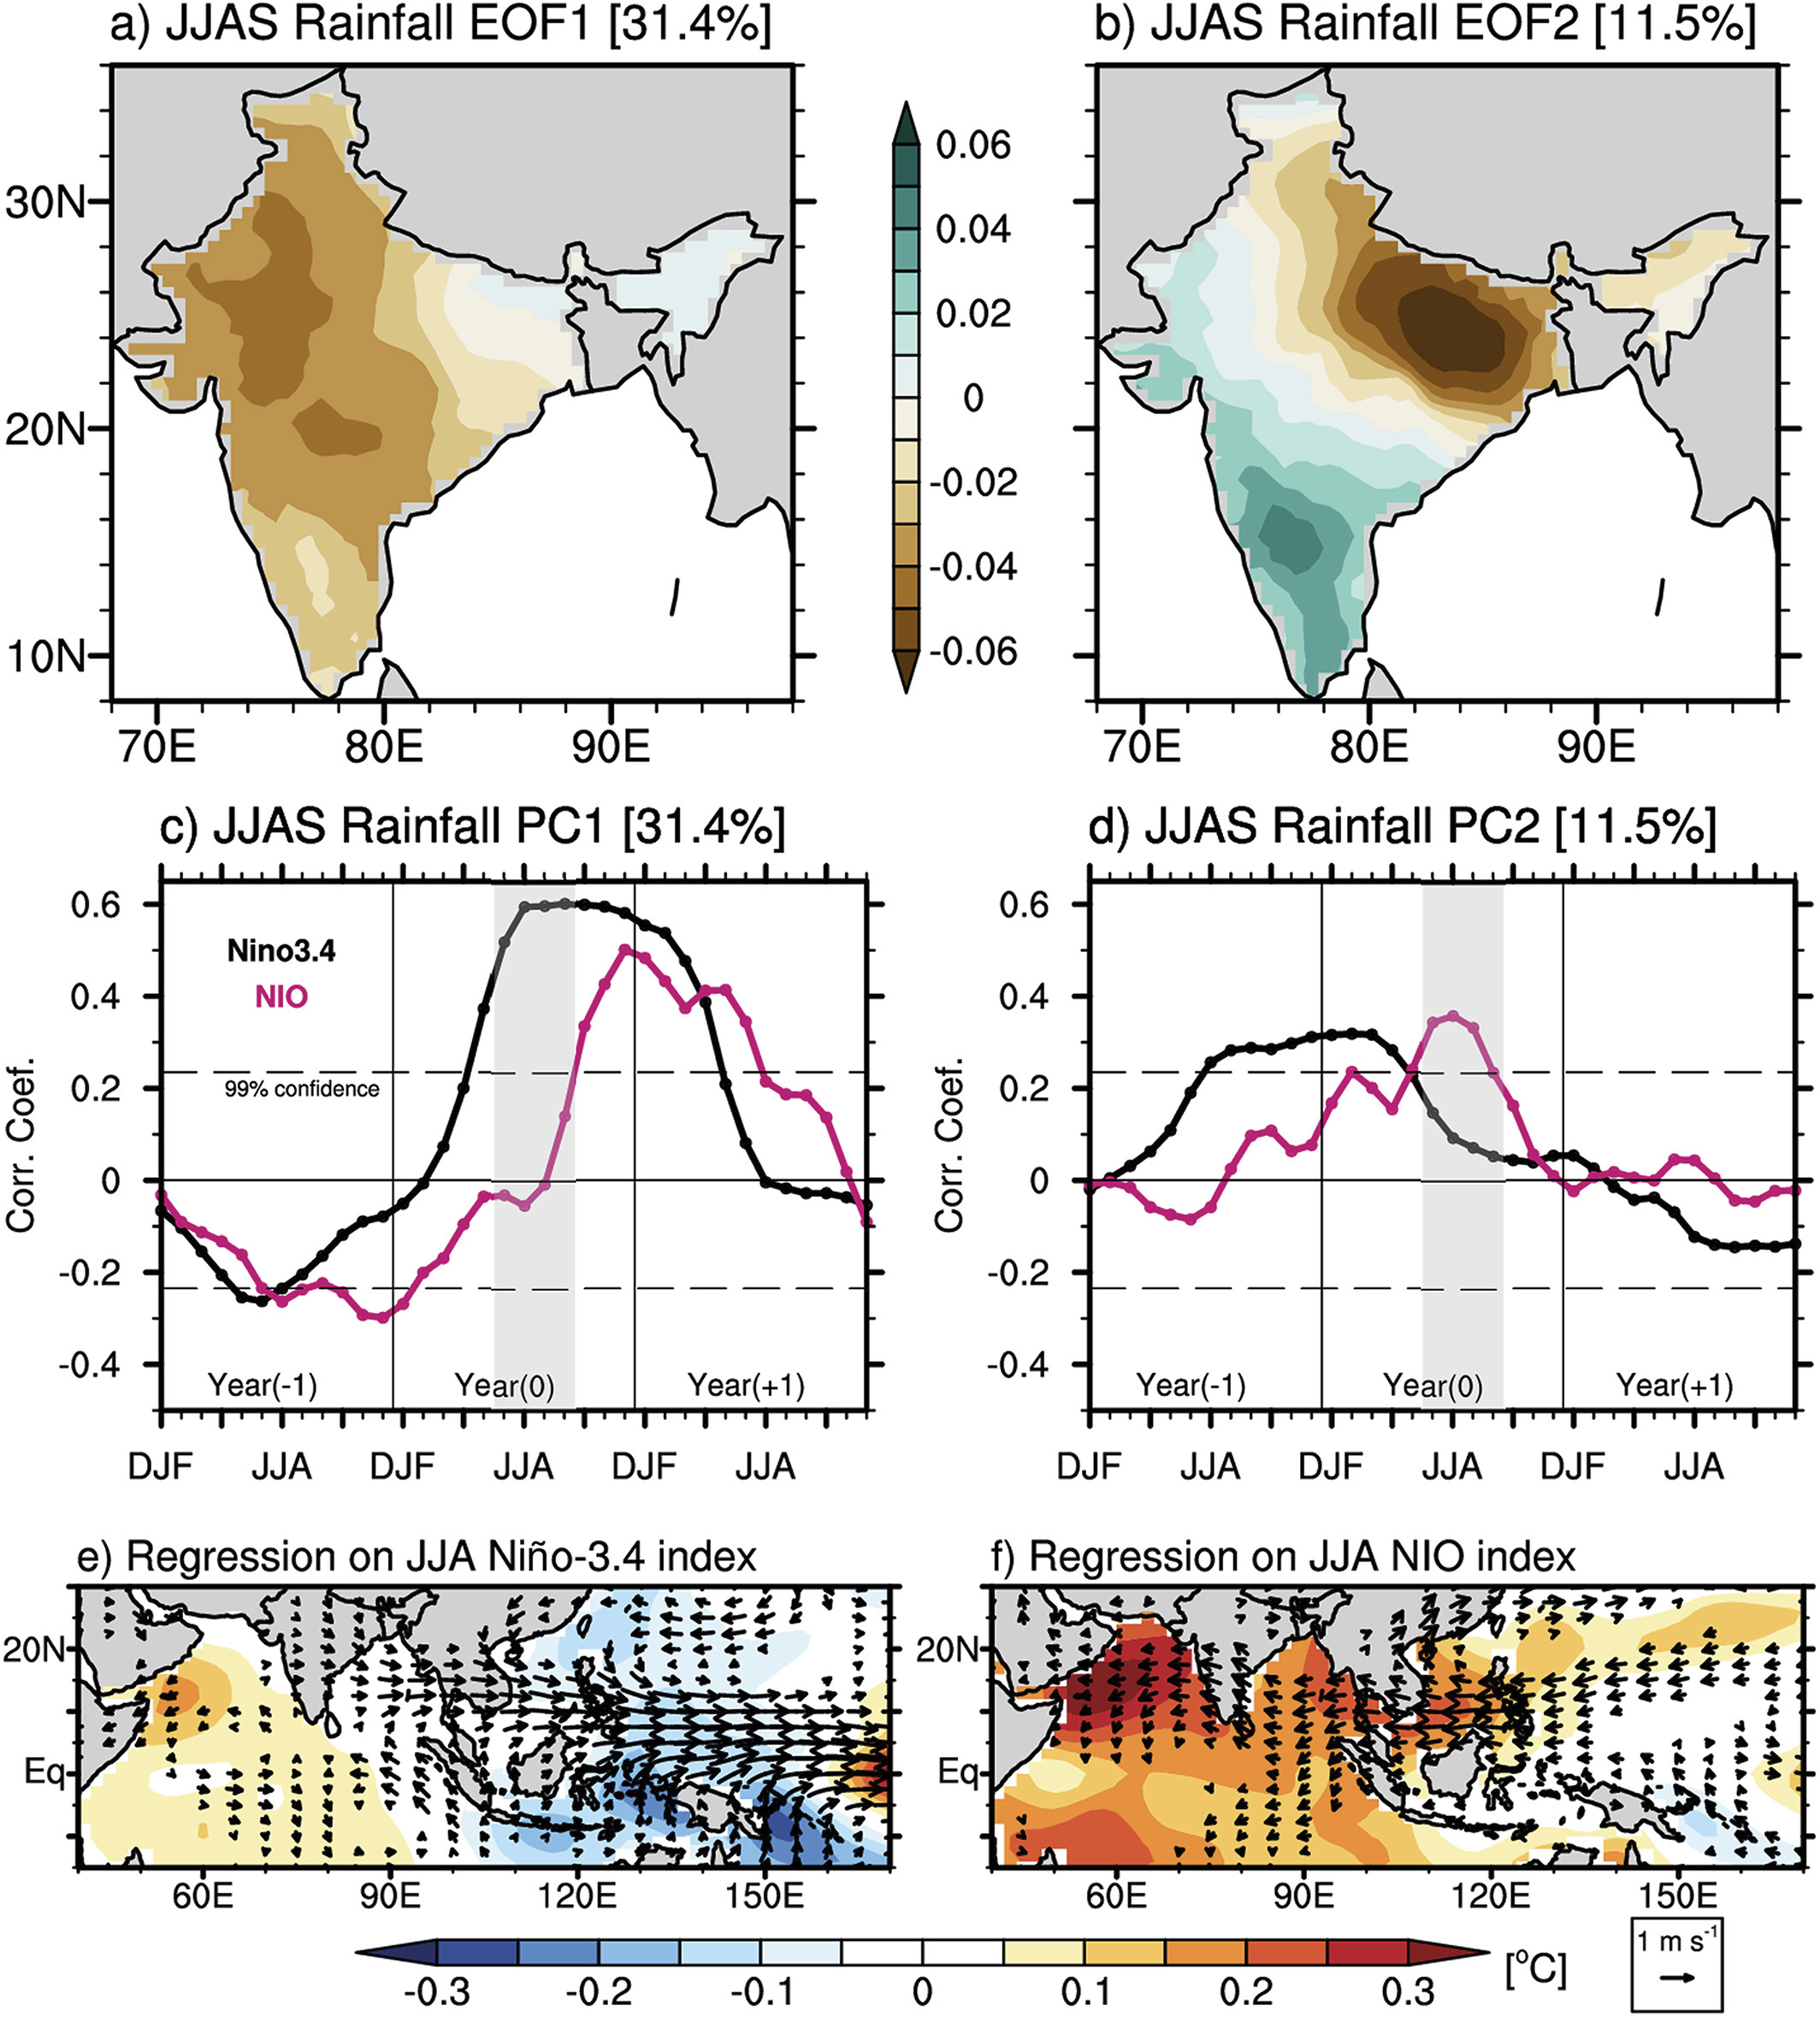 a) JJAS Rainfall EOF1 [31.4%]
b) JJAS Rainfall EOF2 [11.5%]
30N
20N
10N
70E 80E 90E
0.06
0.04
0.02
0
-0.02
-0.04
-0.06
70E 80E 90E
c) JJAS Rainfall PC1 [31.4%]
d) JJAS Rainfall PC2 [11.5%]
Corr. Coef.
0.6
0.4
0.2
0
-0.2
-0.4
Nino3.4
NIO
99% confidence
Year(-1) Year(0) Year(+1)
DJF JJA DJF JJA DJF JJA
Corr. Coef.
0.6
0.4
0.2
0
-0.2
-0.4
Year(-1) Year(0) Year(+1)
DJF JJA DJF JJA DJF JJA
e) Regression on JJA Niño-3.4 index
f) Regression on JJA NIO index
20N
Eq
60E 90E 120E 150E
20N
Eq
60E 90E 120E 150E
-0.3 -0.2 -0.1 0 0.1 0.2 0.3
[°C]
1 m s-1